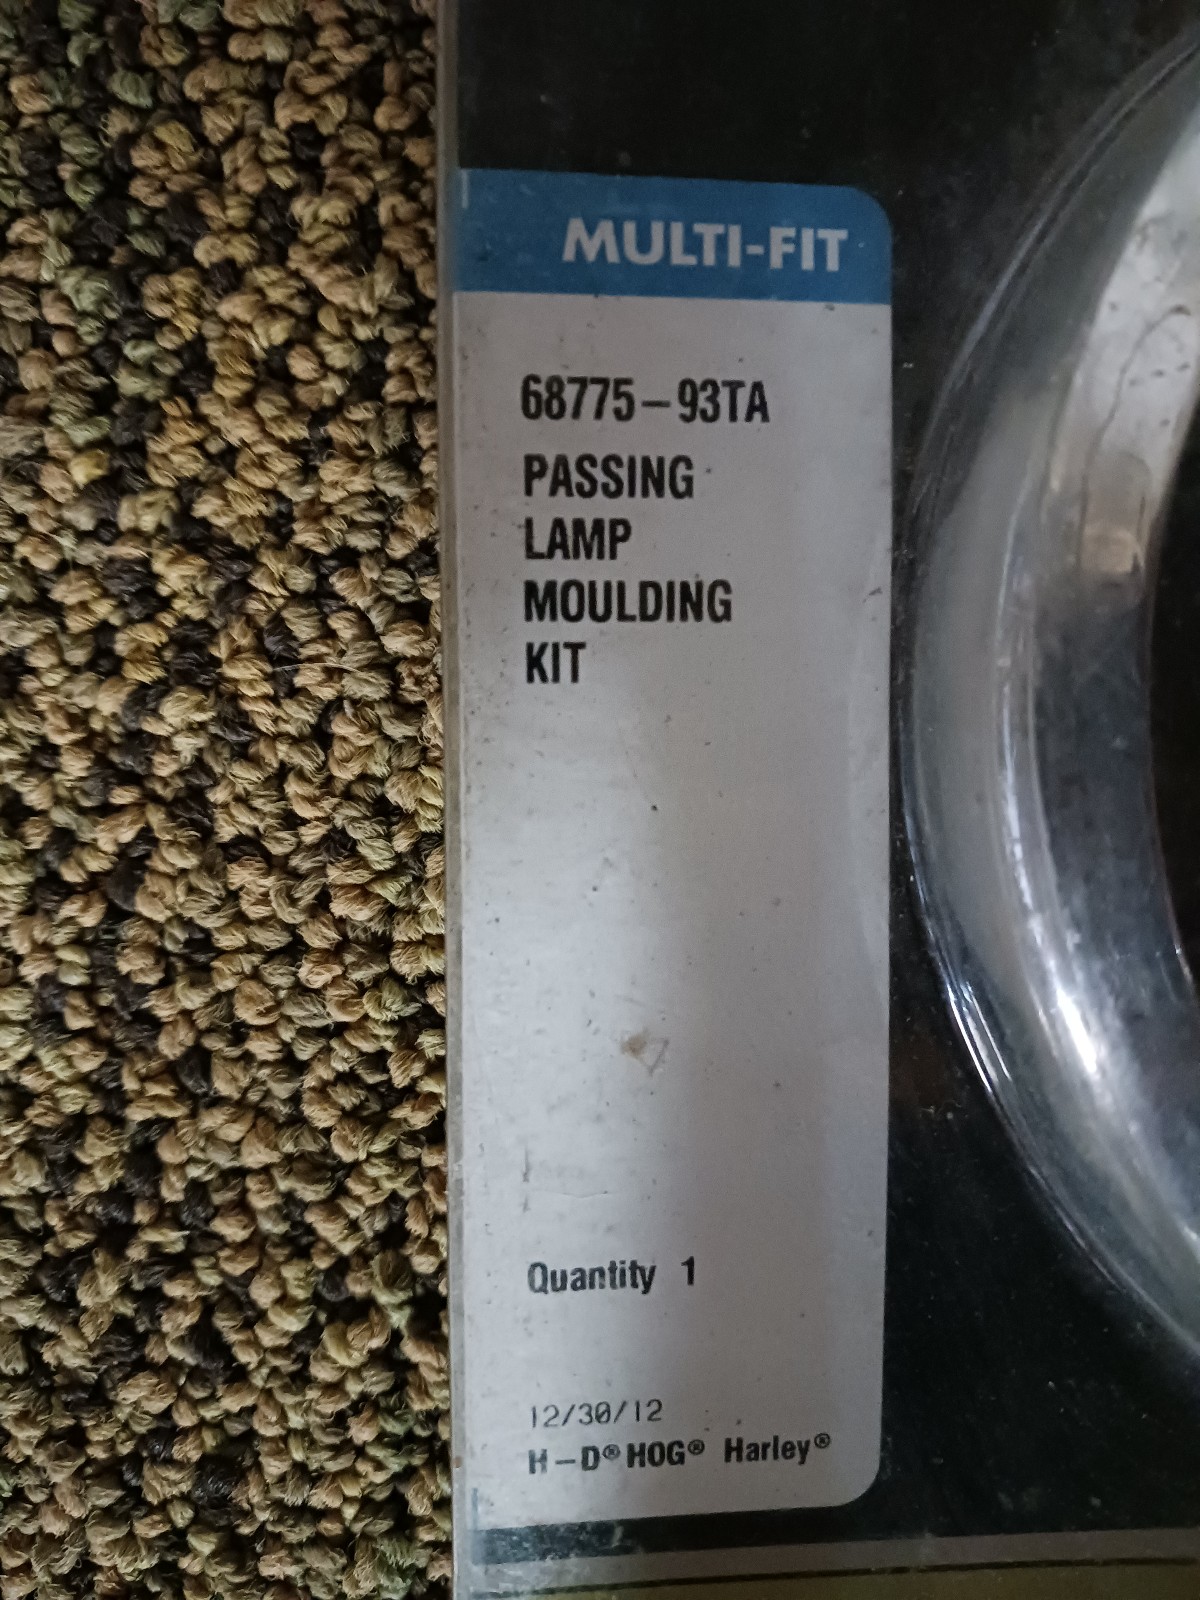 MULTI-FIT
68775-93TA
PASSING
LAMP
MOULDING
KIT
Quantity 1
12/30/12
H-D® HOG® Harley®